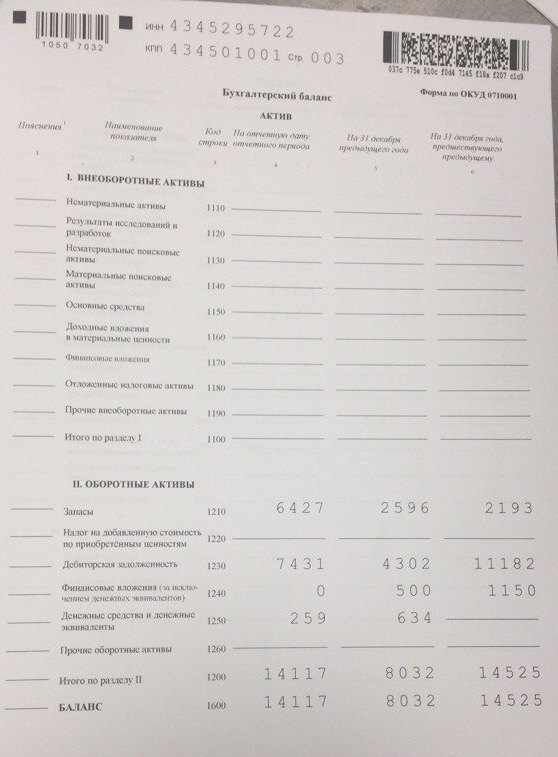 ИНН 4345295722
1050 7032
КПП 434501001 Стр. 003
037c 775e 510c f0d4 7145 f18a f207 c1c9
Бухгалтерский баланс
Форма по ОКУД 0710001
АКТИВ
Пояснения 1 Наименование показателя Код строки На отчетную дату отчетного периода На 31 декабря предыдущего года На 31 декабря года, предшествующего предыдущему
1 2 3 4 5 6
I. ВНЕОБОРОТНЫЕ АКТИВЫ
Нематериальные активы 1110
Результаты исследований и
разработок 1120
Нематериальные поисковые
активы 1130
Материальные поисковые
активы 1140
Основные средства 1150
Доходные вложения
в материальные ценности 1160
Финансовые вложения 1170
Отложенные налоговые активы 1180
Прочие внеоборотные активы 1190
Итого по разделу I 1100
II. ОБОРОТНЫЕ АКТИВЫ
Запасы 1210 6427 2596 2193
Налог на добавленную стоимость
по приобретённым ценностям 1220
Дебиторская задолженность 1230 7431 4302 11182
Финансовые вложения (за исклю-
чением денежных эквивалентов) 1240 0 500 1150
Денежные средства и денежные
эквиваленты 1250 259 634
Прочие оборотные активы 1260
Итого по разделу II 1200 14117 8032 14525
БАЛАНС 1600 14117 8032 14525